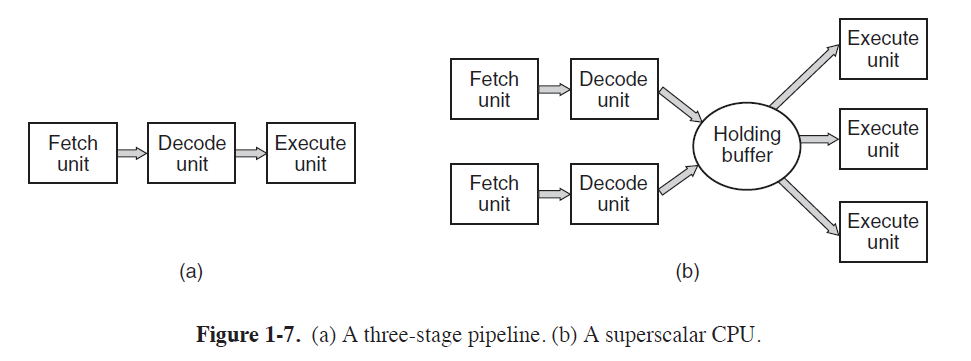 Fetch
unit
Decode
unit
Execute
unit
(a)
Fetch
unit
Decode
unit
Fetch
unit
Decode
unit
Holding
buffer
Execute
unit
Execute
unit
Execute
unit
(b)
Figure 1-7. (a) A three-stage pipeline. (b) A superscalar CPU.